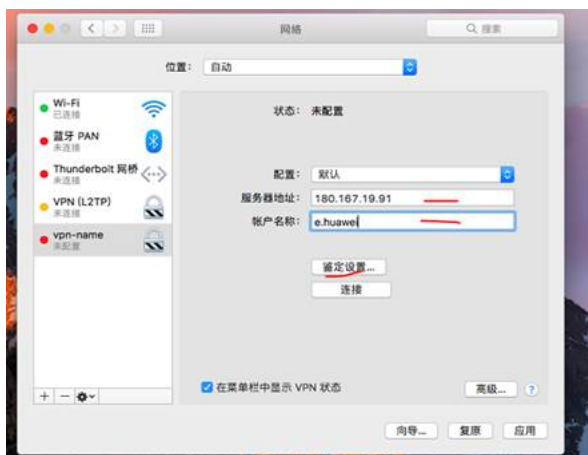 网络
搜索
位置： 自动
Wi-Fi
已连接
蓝牙 PAN
未连接
Thunderbolt 网桥
未连接
VPN (L2TP)
未连接
vpn-name
未配置
状态： 未配置
配置： 默认
服务器地址： 180.167.19.91
帐户名称： e.huawei
鉴定设置...
连接
在菜单栏中显示 VPN 状态
高级...
?
向导...
复原
应用